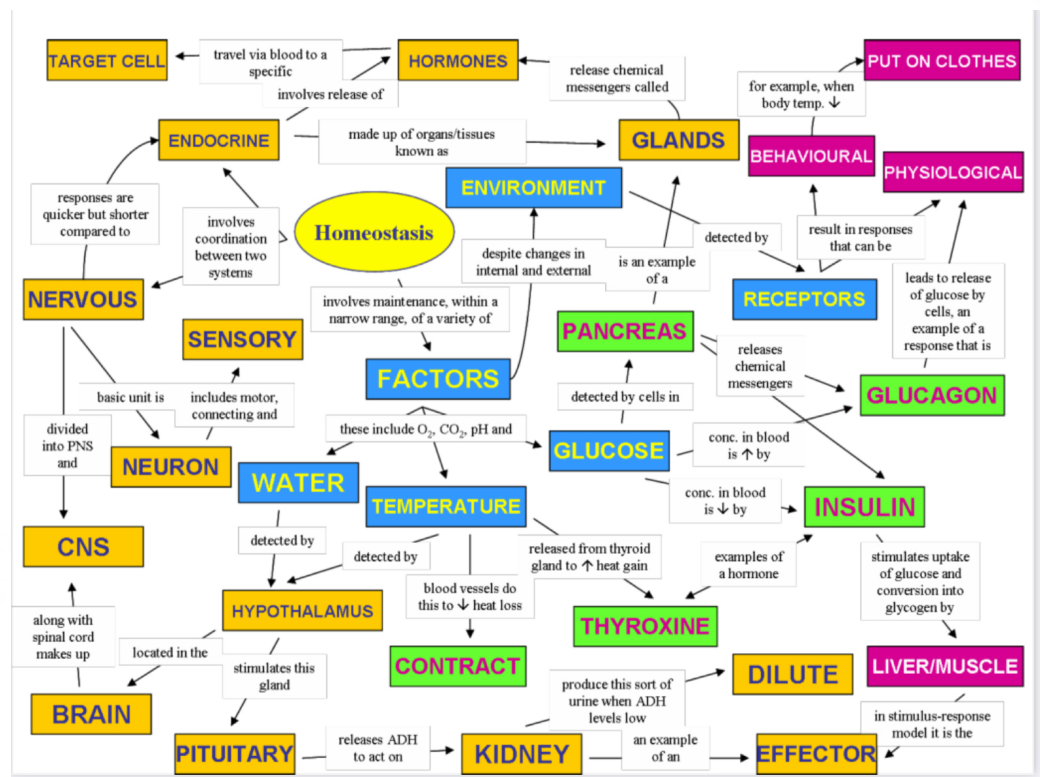 TARGET CELL
travel via blood to a
specific
HORMONES
release chemical
messengers called
PUT ON CLOTHES
for example, when
body temp. ↓
involves release of
ENDOCRINE
made up of organs/tissues
known as
GLANDS
BEHAVIOURAL
PHYSIOLOGICAL
ENVIRONMENT
responses are
quicker but shorter
compared to
involves
coordination
between two
systems
Homeostasis
despite changes in
internal and external
is an example
of a
detected by
result in responses
that can be
NERVOUS
involves maintenance, within a
narrow range, of a variety of
RECEPTORS
leads to release
of glucose by
cells, an
example of a
response that is
SENSORY
PANCREAS
releases
chemical
messengers
FACTORS
detected by cells in
GLUCAGON
basic unit is
includes motor,
connecting and
divided
into PNS
and
these include O₂, CO₂, pH and
GLUCOSE
conc. in blood
is ↑ by
NEURON
WATER
TEMPERATURE
conc. in blood
is ↓ by
INSULIN
CNS
detected by
detected by
released from thyroid
gland to ↑ heat gain
examples of
a hormone
stimulates uptake
of glucose and
conversion into
glycogen by
blood vessels do
this to ↓ heat loss
HYPOTHALAMUS
THYROXINE
along with
spinal cord
makes up
located in the
stimulates this
gland
CONTRACT
LIVER/MUSCLE
DILUTE
produce this sort of
urine when ADH
levels low
BRAIN
PITUITARY
releases ADH
to act on
KIDNEY
an example
of an
EFFECTOR
in stimulus-response
model it is the